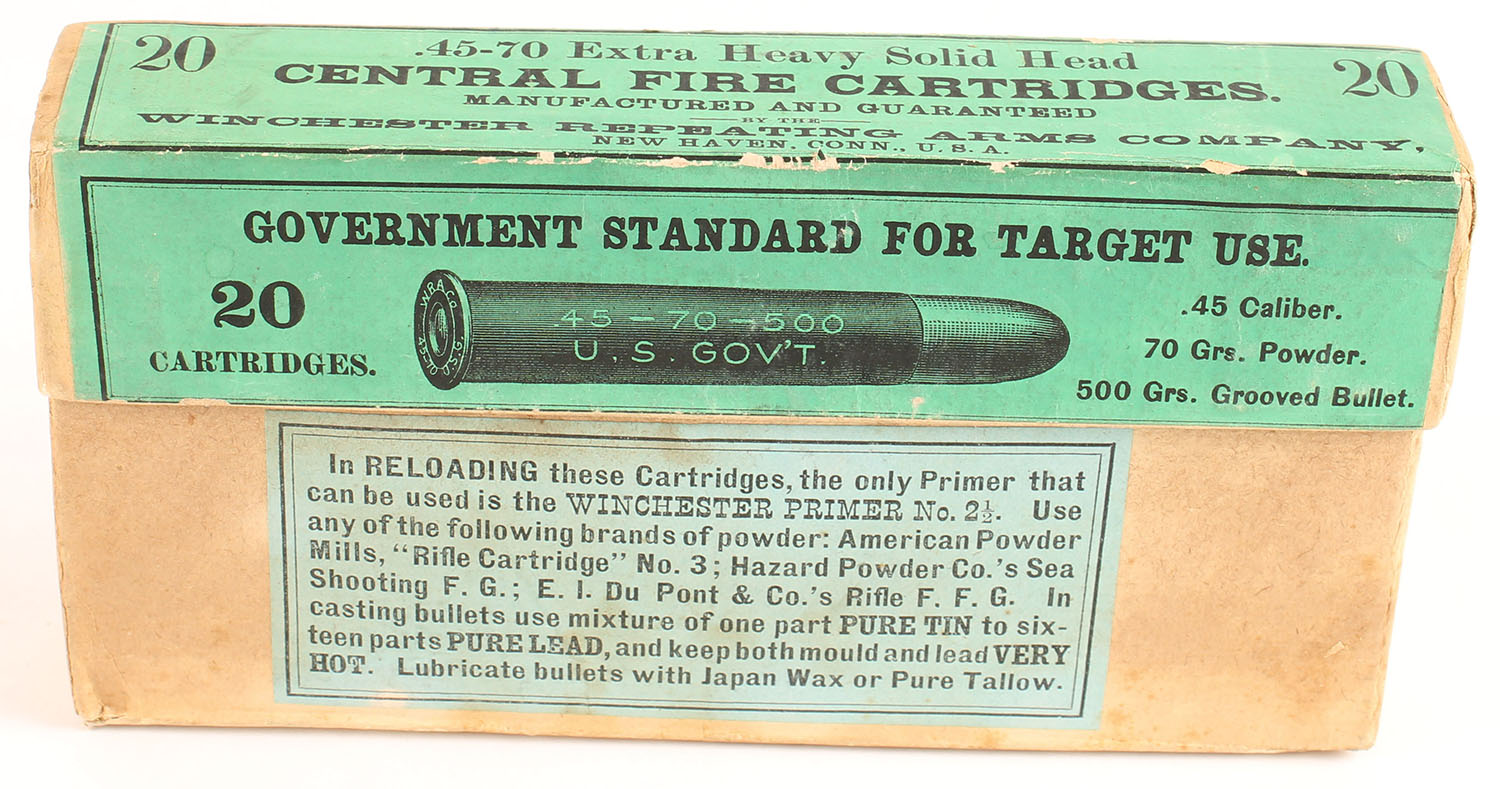 20 .45-70 Extra Heavy Solid Head 20
CENTRAL FIRE CARTRIDGES.
MANUFACTURED AND GUARANTEED
BY THE
WINCHESTER REPEATING ARMS COMPANY,
NEW HAVEN, CONN., U.S.A.
GOVERNMENT STANDARD FOR TARGET USE.
20
CARTRIDGES.
W.R.A.Co.
45-70
U.S.G.
.45-70-500
U.S. GOV'T.
.45 Caliber.
70 Grs. Powder.
500 Grs. Grooved Bullet.
In RELOADING these Cartridges, the only Primer that
can be used is the WINCHESTER PRIMER No. 2½. Use
any of the following brands of powder: American Powder
Mills, "Rifle Cartridge" No. 3; Hazard Powder Co.'s Sea
Shooting F. G.; E. I. Du Pont & Co.'s Rifle F. F. G. In
casting bullets use mixture of one part PURE TIN to six-
teen parts PURE LEAD, and keep both mould and lead VERY
HOT. Lubricate bullets with Japan Wax or Pure Tallow.